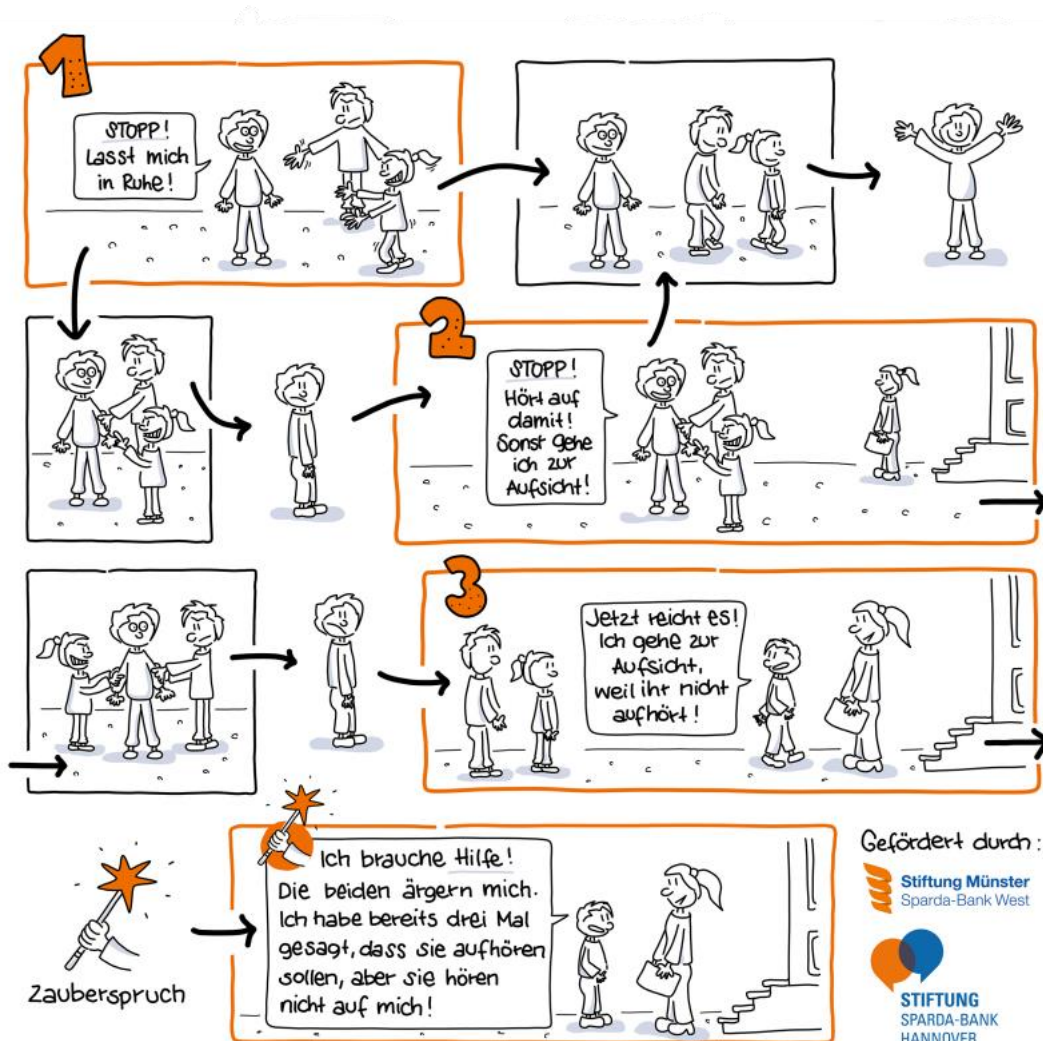 1
STOPP!
Lasst mich
in Ruhe!
2
STOPP!
Hört auf
damit!
Sonst gehe
ich zur
Aufsicht!
3
Jetzt reicht es!
Ich gehe zur
Aufsicht,
weil ihr nicht
aufhört!
Zauberspruch
Ich brauche Hilfe!
Die beiden ärgern mich.
Ich habe bereits drei Mal
gesagt, dass sie aufhören
sollen, aber sie hören
nicht auf mich!
Gefördert durch:
Stiftung Münster
Sparda-Bank West
STIFTUNG
SPARDA-BANK
HANNOVER